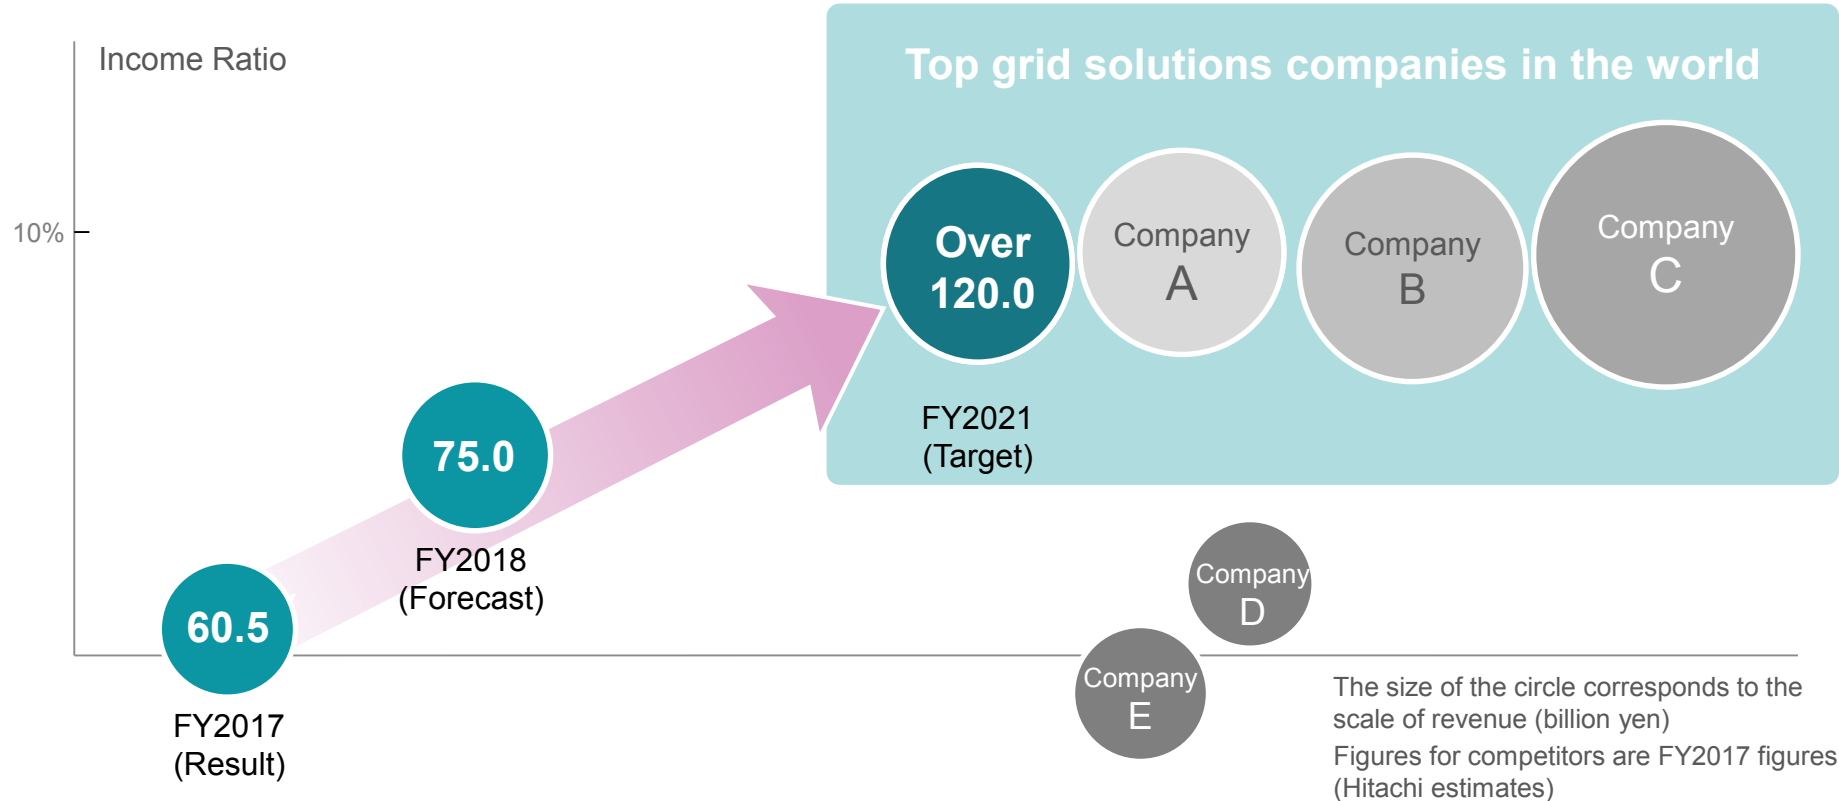 Income Ratio
10%
Top grid solutions companies in the world
Over
120.0
Company
A
Company
B
Company
C
FY2021
(Target)
75.0
FY2018
(Forecast)
60.5
FY2017
(Result)
Company
D
Company
E
The size of the circle corresponds to the
scale of revenue (billion yen)
Figures for competitors are FY2017 figures
(Hitachi estimates)